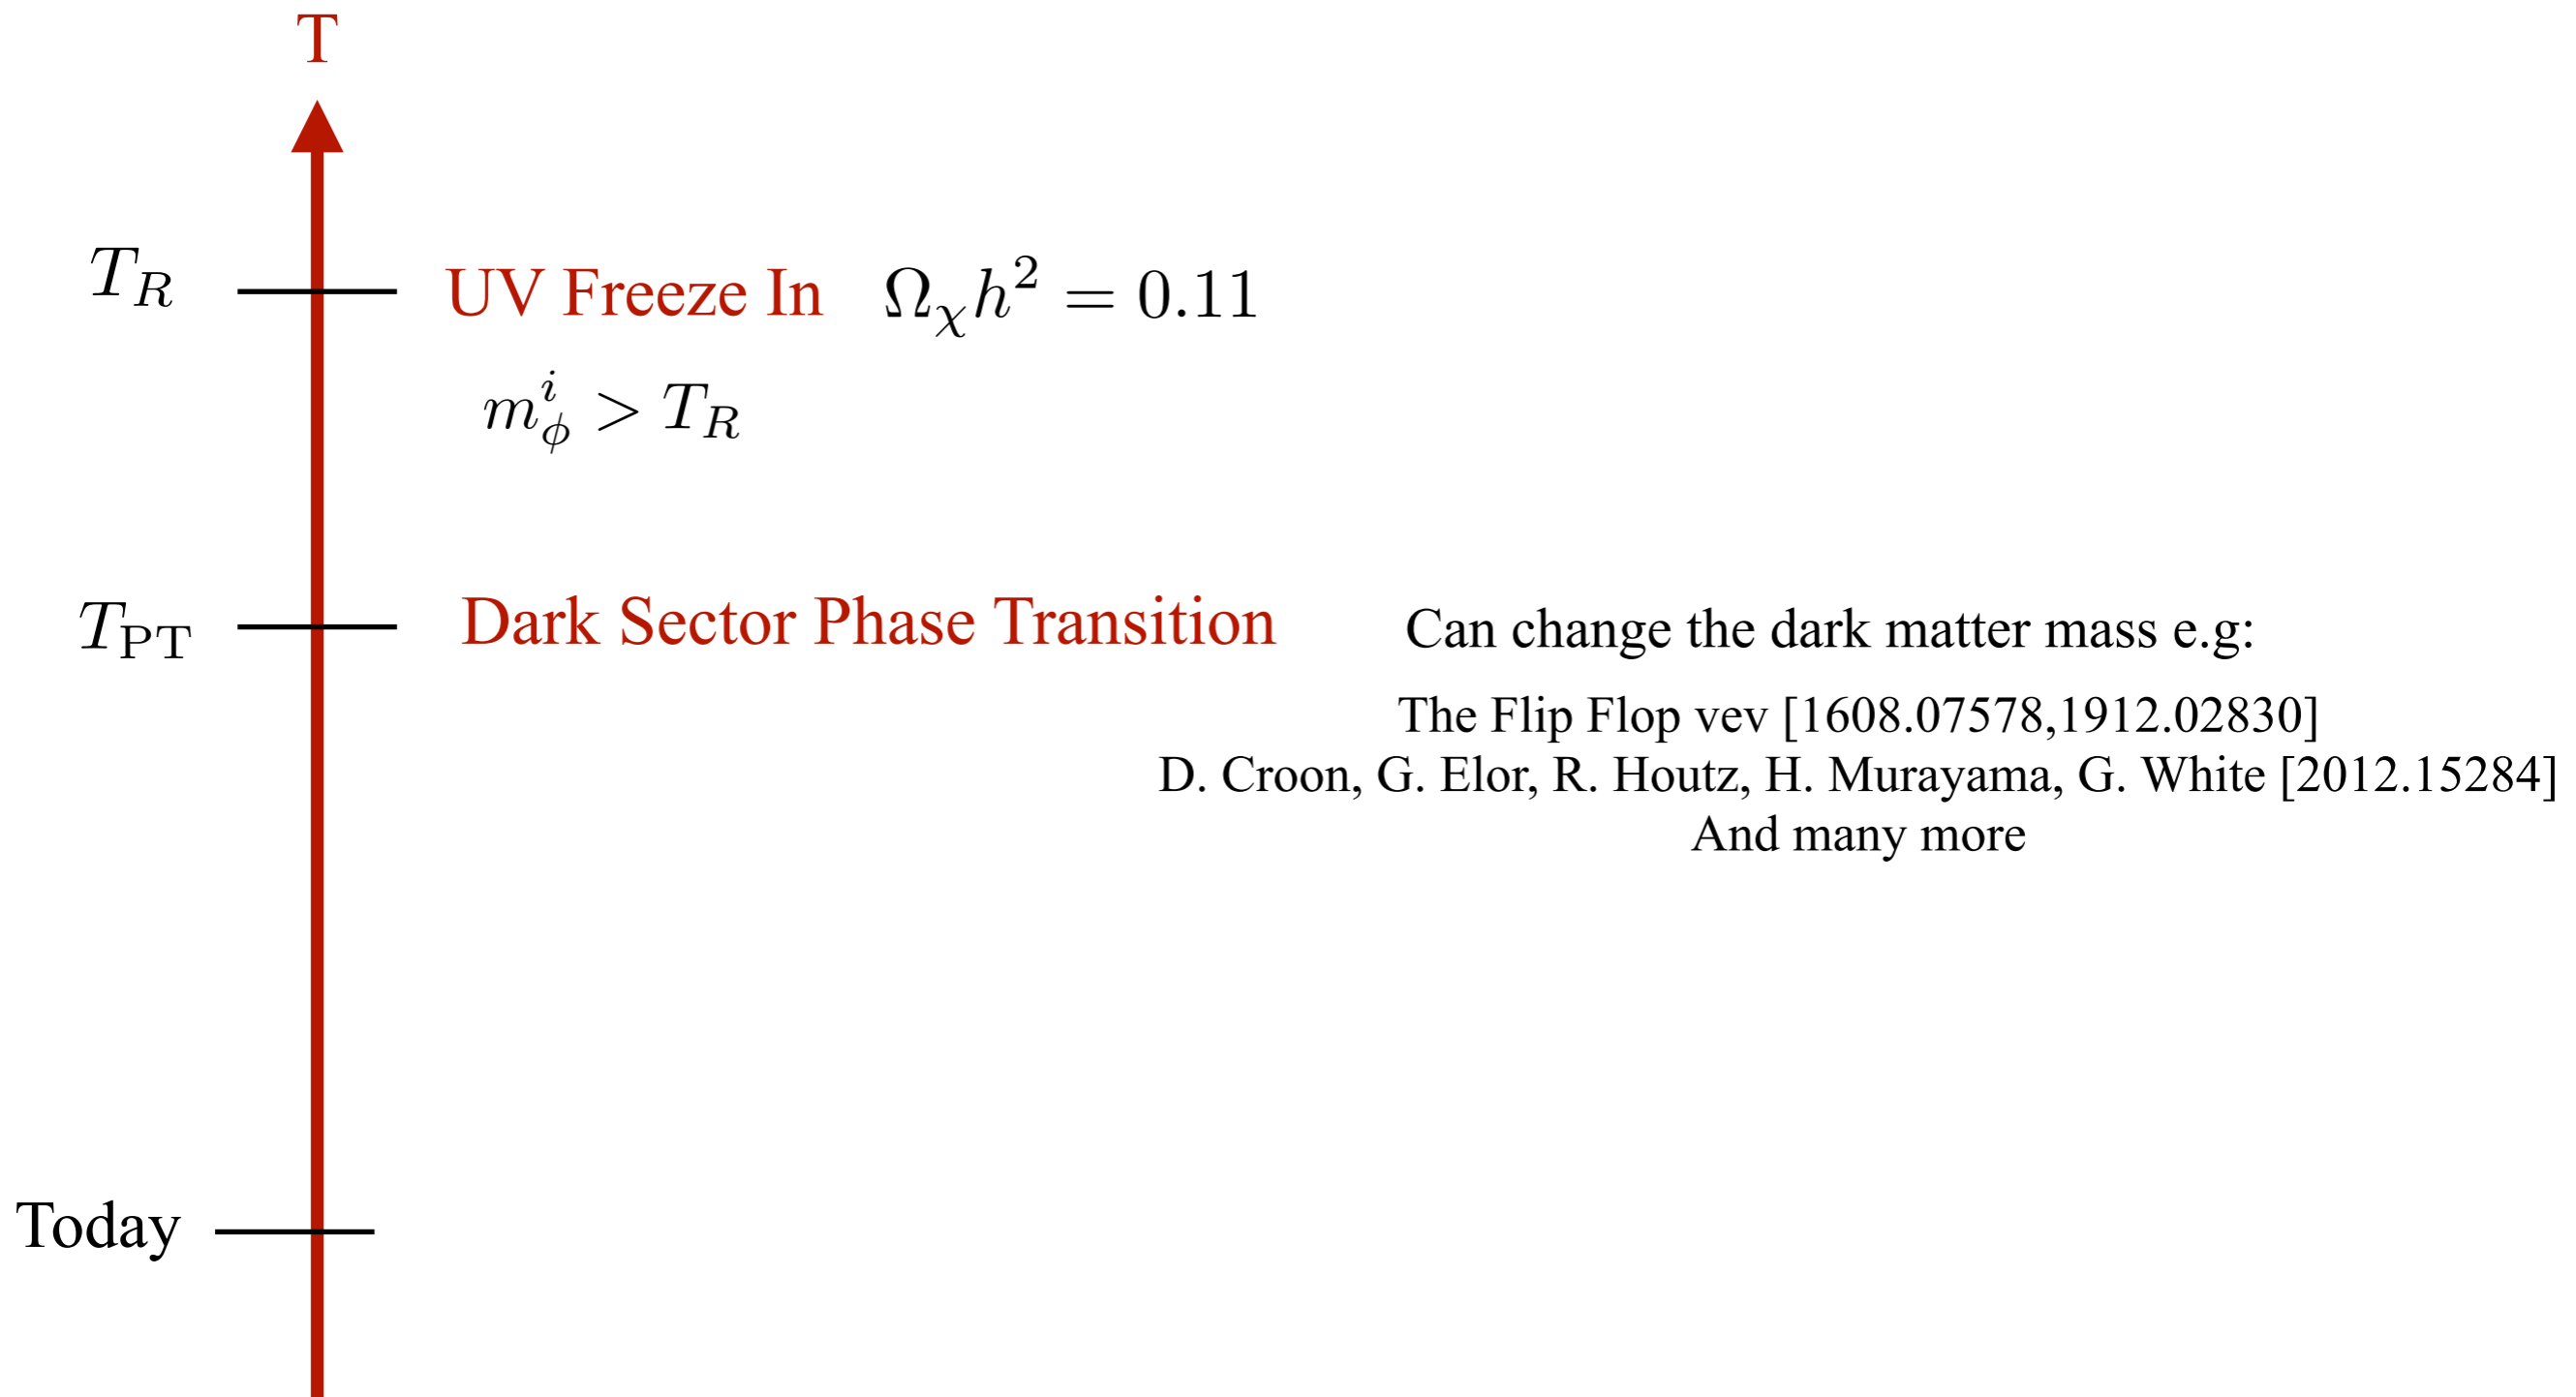 T
T_R
UV Freeze In Ω_χ h² = 0.11
m_ϕ^i > T_R
T_PT
Dark Sector Phase Transition
Can change the dark matter mass e.g:
The Flip Flop vev [1608.07578,1912.02830]
D. Croon, G. Elor, R. Houtz, H. Murayama, G. White [2012.15284]
And many more
Today